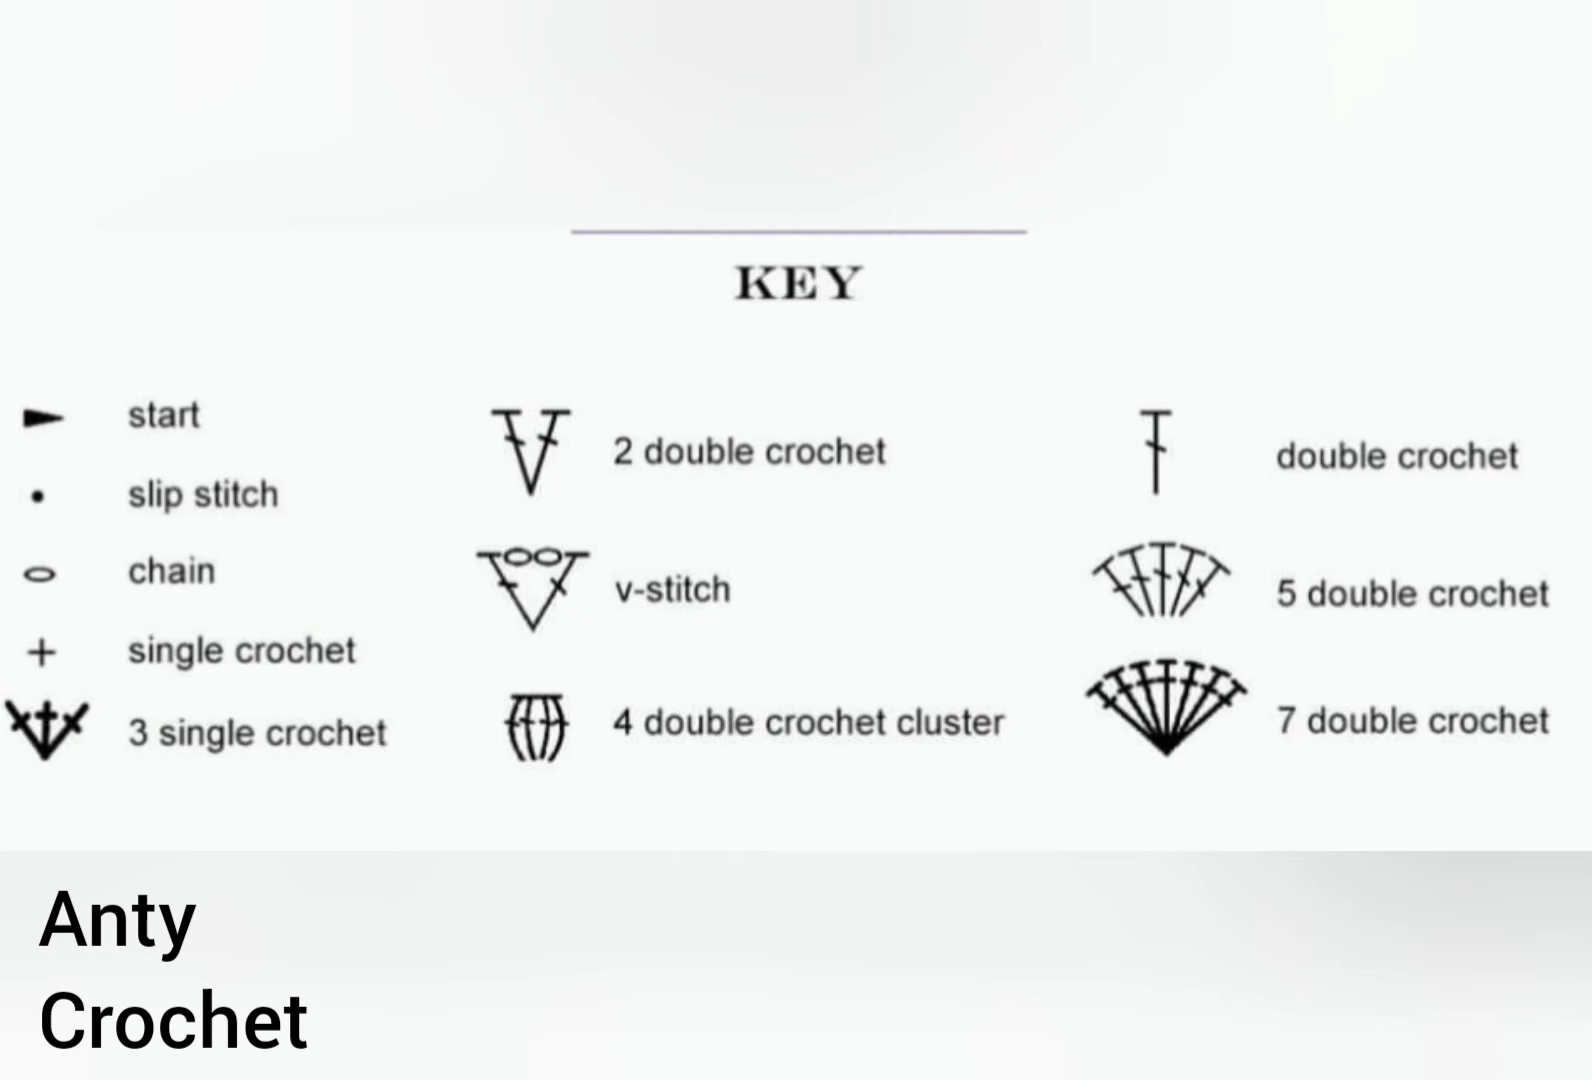 KEY
start
slip stitch
chain
single crochet
3 single crochet
2 double crochet
v-stitch
4 double crochet cluster
double crochet
5 double crochet
7 double crochet
Anty
Crochet